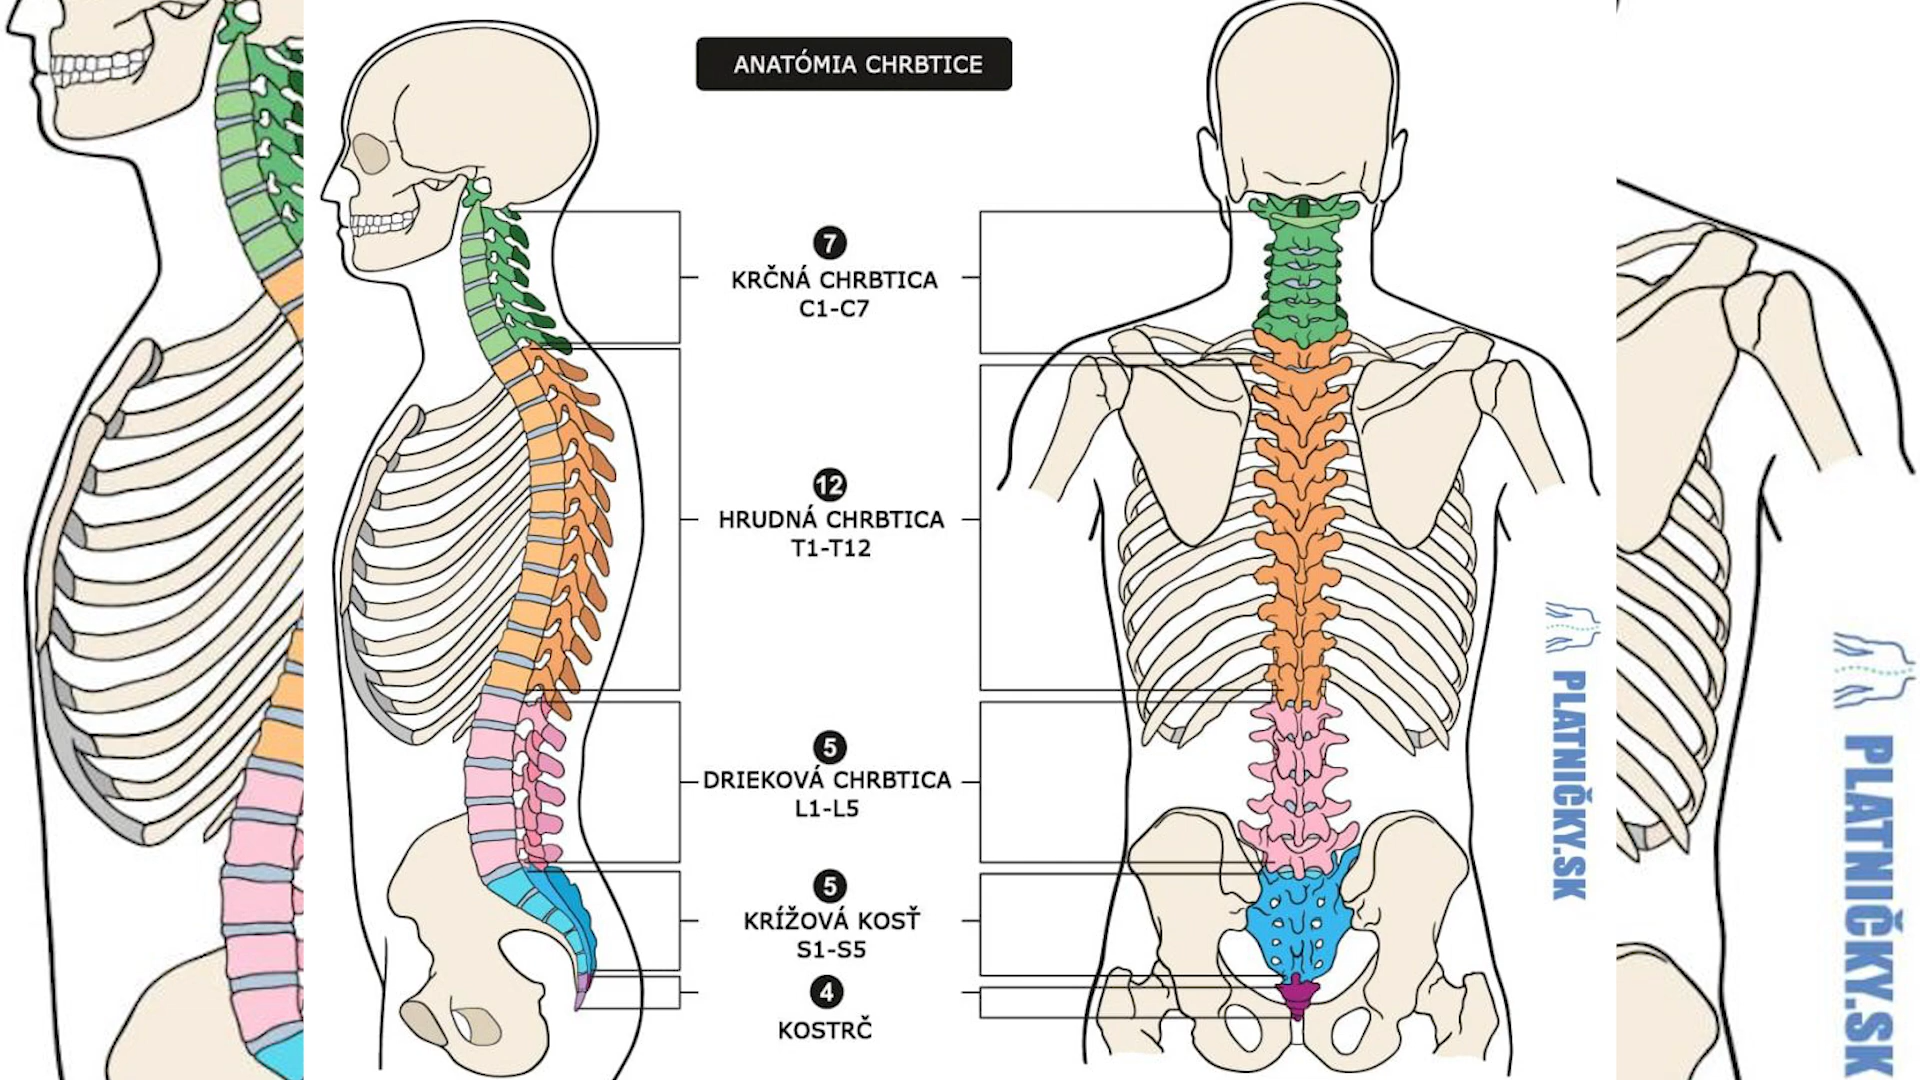 ANATÓMIA CHRBTICE
7
KRČNÁ CHRBTICA
C1-C7
12
HRUDNÁ CHRBTICA
T1-T12
5
DRIEKOVÁ CHRBTICA
L1-L5
5
KRÍŽOVÁ KOSŤ
S1-S5
4
KOSTRČ
PLATNIČKY.SK
PLATNIČKY.SK